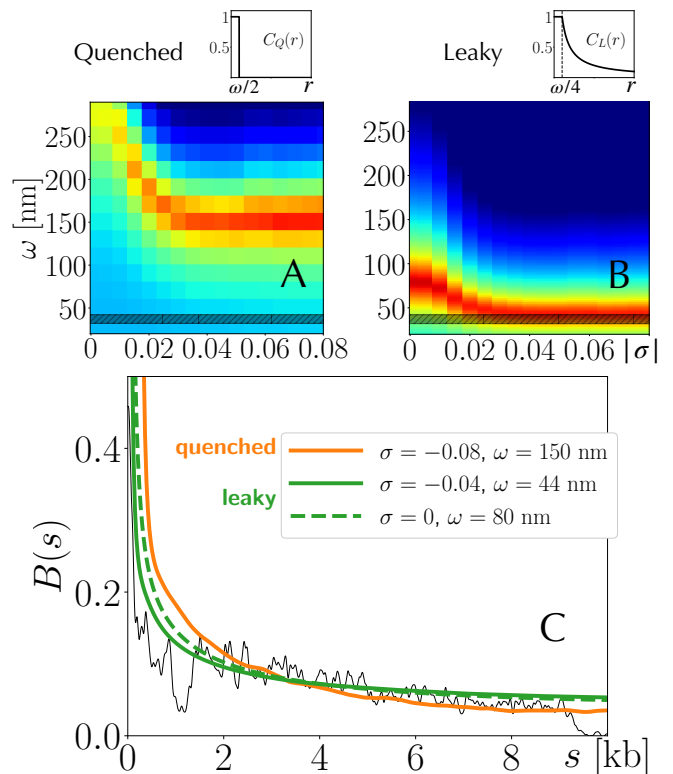 Quenched
1
0.5
C_Q(r)
ω/2
r
Leaky
1
0.5
C_L(r)
ω/4
r
ω [nm]
250
200
150
100
50
0
0.02
0.04
0.06
0.08
A
250
200
150
100
50
0
0.02
0.04
0.06
|σ|
B
B(s)
0.4
0.2
0.0
quenched
σ = −0.08, ω = 150 nm
leaky
σ = −0.04, ω = 44 nm
σ = 0, ω = 80 nm
C
0
2
4
6
8
s [kb]